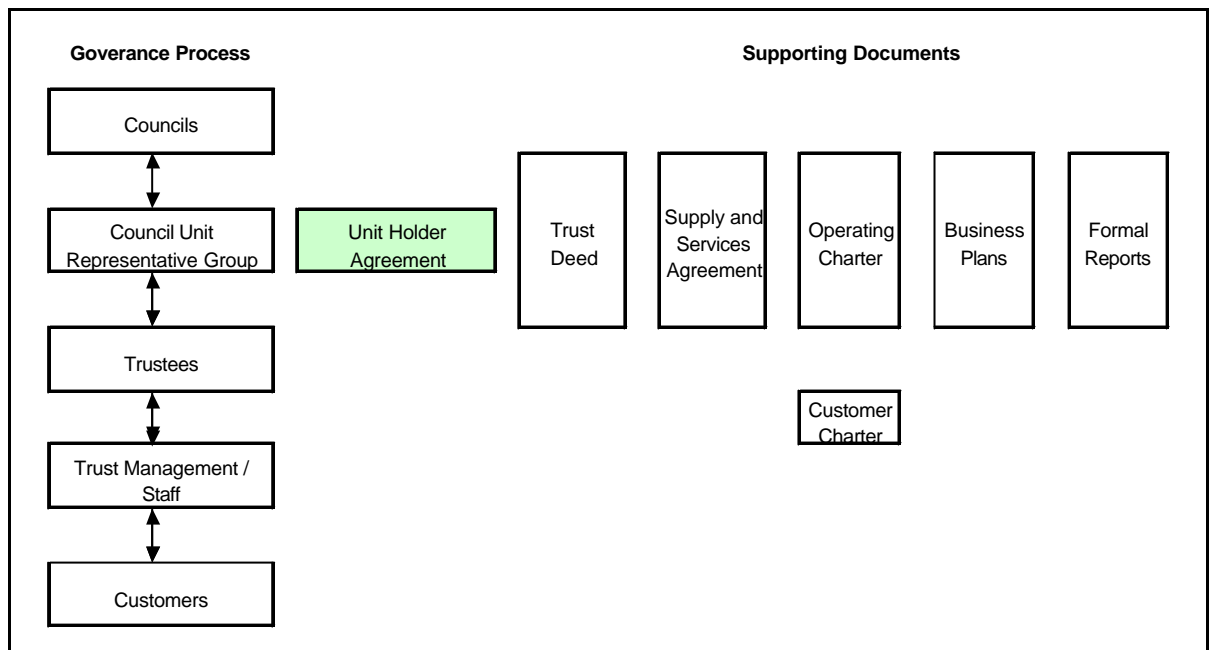 Goverance Process
Supporting Documents
Councils
Council Unit
Representative Group
Unit Holder
Agreement
Trust
Deed
Supply and
Services
Agreement
Operating
Charter
Business
Plans
Formal
Reports
Trustees
Customer
Charter
Trust Management /
Staff
Customers